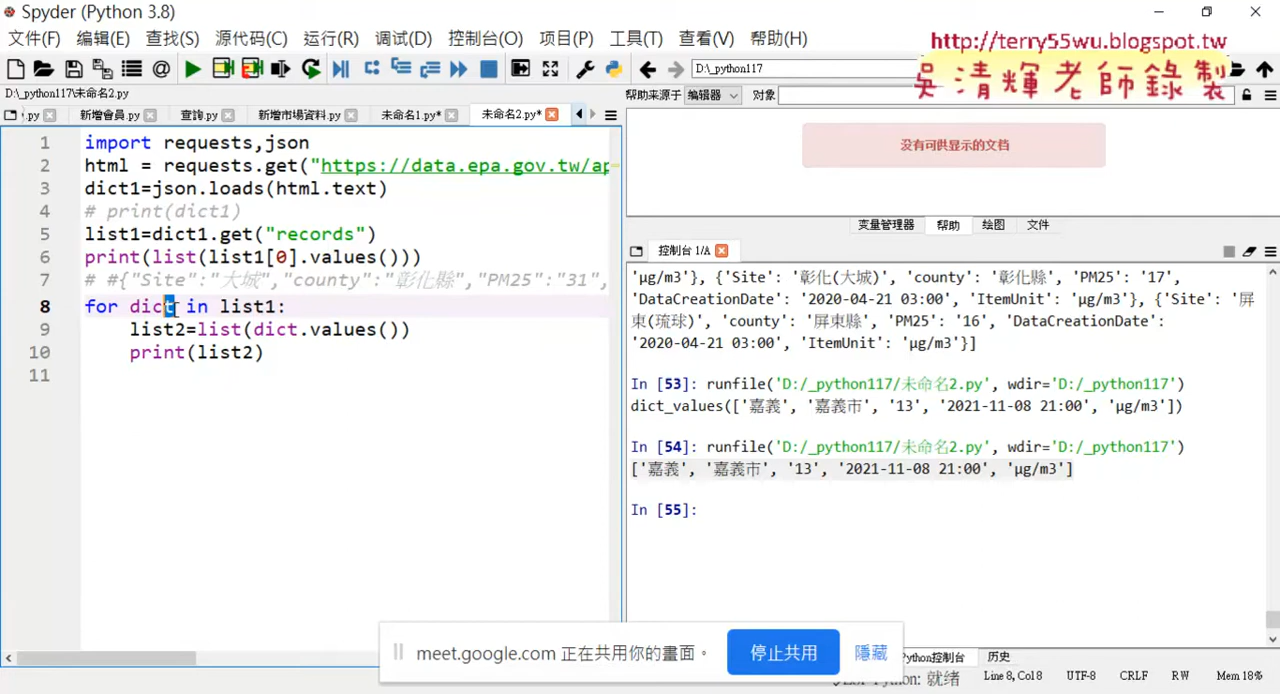 Spyder (Python 3.8)
文件(F) 编辑(E) 查找(S) 源代码(C) 运行(R) 调试(D) 控制台(O) 项目(P) 工具(T) 查看(V) 帮助(H)
http://terry55wu.blogspot.tw
吳清輝老師錄製
D:\_python117
D:\_python117\未命名2.py
帮助来源于 编辑器 对象
.py 新增會員.py 查詢.py 新增市場資料.py 未命名1.py* 未命名2.py*
1 import requests,json
2 html = requests.get("https://data.epa.gov.tw/ap
3 dict1=json.loads(html.text)
4 # print(dict1)
5 list1=dict1.get("records")
6 print(list(list1[0].values()))
7 # #{"Site":"大城","county":"彰化縣","PM25":"31",
8 for dict in list1:
9 list2=list(dict.values())
10 print(list2)
11
没有可供显示的文档
变量管理器 帮助 绘图 文件
控制台 1/A
'μg/m3'}, {'Site': '彰化(大城)', 'county': '彰化縣', 'PM25': '17',
'DataCreationDate': '2020-04-21 03:00', 'ItemUnit': 'μg/m3'}, {'Site': '屏
東(琉球)', 'county': '屏東縣', 'PM25': '16', 'DataCreationDate':
'2020-04-21 03:00', 'ItemUnit': 'μg/m3'}]
In [53]: runfile('D:/_python117/未命名2.py', wdir='D:/_python117')
dict_values(['嘉義', '嘉義市', '13', '2021-11-08 21:00', 'μg/m3'])
In [54]: runfile('D:/_python117/未命名2.py', wdir='D:/_python117')
['嘉義', '嘉義市', '13', '2021-11-08 21:00', 'μg/m3']
In [55]:
meet.google.com 正在共用你的畫面。 停止共用 隱藏
Python控制台 历史
Python: 就绪 Line 8, Col 8 UTF-8 CRLF RW Mem 18%